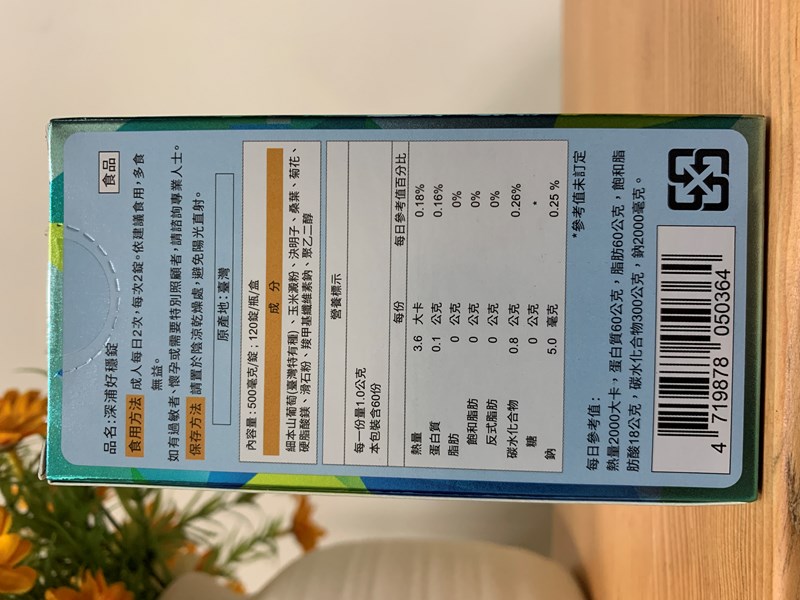 食品
品名:深浦好穩錠
食用方法 成人每日2次,每次2錠。依建議食用,多食
無益。
如有過敏者、懷孕或需要特別照顧者,請諮詢專業人士。
保存方法 請置於陰涼乾燥處,避免陽光直射。
原產地:臺灣
內容量:500毫克/錠;120錠/瓶/盒
成 分
細本山葡萄(臺灣特有種)、玉米澱粉、決明子、桑葉、菊花、
硬脂酸鎂、滑石粉、羧甲基纖維素鈉、聚乙二醇
營養標示
每一份量1.0公克
本包裝含60份
每份 每日參考值百分比
熱量 3.6 大卡 0.18%
蛋白質 0.1 公克 0.16%
脂肪 0 公克 0%
飽和脂肪 0 公克 0%
反式脂肪 0 公克 0%
碳水化合物 0.8 公克 0.26%
糖 0 公克 *
鈉 5.0 毫克 0.25 %
*參考值未訂定
每日參考值:
熱量2000大卡,蛋白質60公克,脂肪60公克,飽和脂
肪酸18公克,碳水化合物300公克,鈉2000毫克。
4 719878 050364